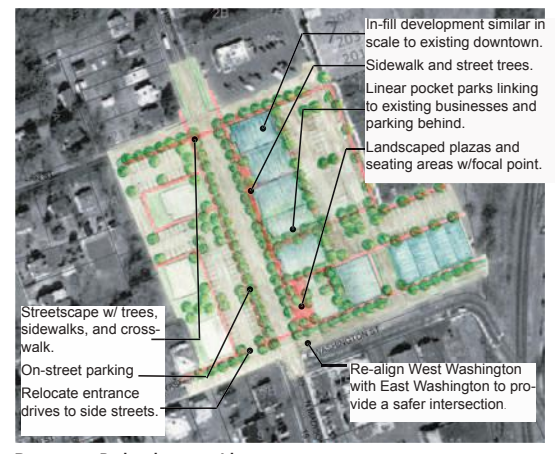 In-fill development similar in
scale to existing downtown.
Sidewalk and street trees.
Linear pocket parks linking
to existing businesses and
parking behind.
Landscaped plazas and
seating areas w/focal point.
Streetscape w/ trees,
sidewalks, and cross-
walk.
On-street parking
Relocate entrance
drives to side streets.
WASHINGTON ST
Re-align West Washington
with East Washington to pro-
vide a safer intersection.